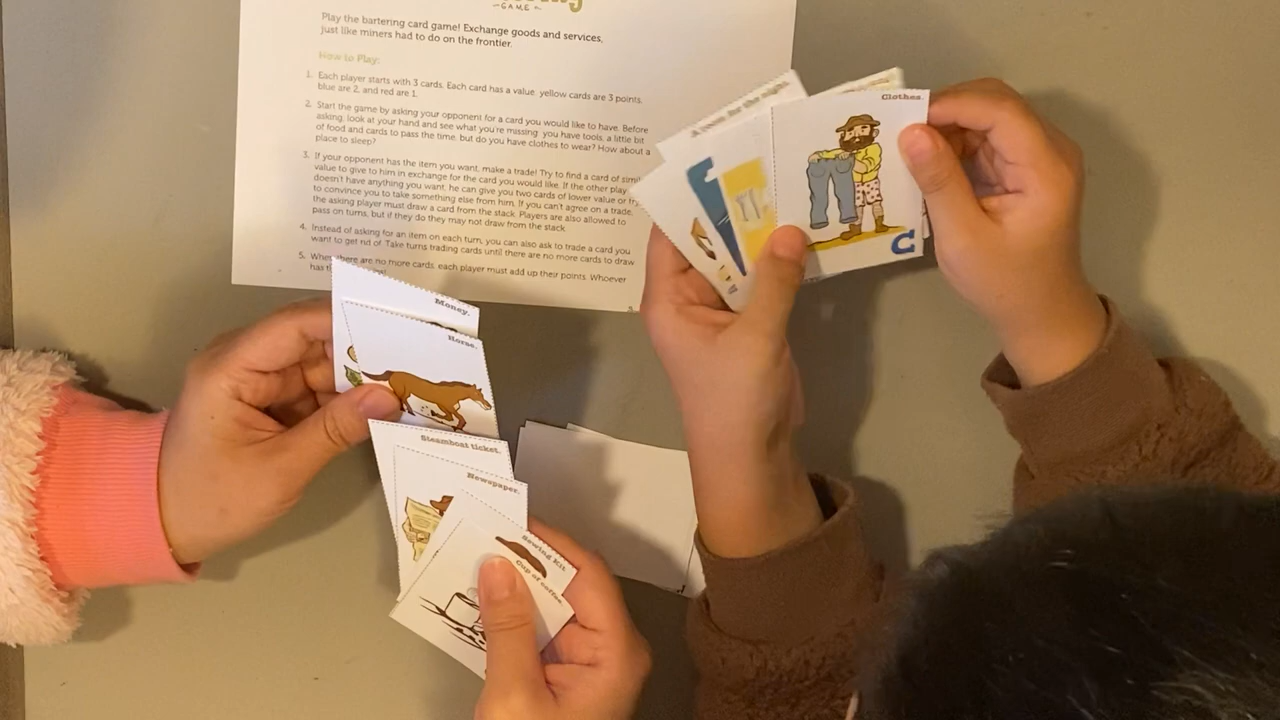 GAME
Play the bartering card game! Exchange goods and services,
just like miners had to do on the frontier.
How to Play:
1. Each player starts with 3 cards. Each card has a value, yellow cards are 3 points,
blue are 2, and red are 1.
2. Start the game by asking your opponent for a card you would like to have. Before
asking, look at your hand and see what you're missing: you have tools, a little bit
of food and cards to pass the time, but do you have clothes to wear? How about a
place to sleep?
3. If your opponent has the item you want, make a trade! Try to find a card of
value to give to him in exchange for the card you would like. If the other
doesn't have anything you want, he can give you two cards of lower value or
to convince you to take something else from him. If you can't agree on a trade,
the asking player must draw a card from the stack. Players are also allowed to
pass on turns, but if they do they may not draw from the stack.
4. Instead of asking for an item on each turn, you can also ask to trade a card you
want to get rid of. Take turns trading cards until there are no more cards to draw
5. there are no more cards, each player must add up their points. Whoever
has
A room for the night.
Clothes.
C
Money.
Horse.
Steamboat ticket.
Newspaper.
Sewing Kit.
Cup of coffee.